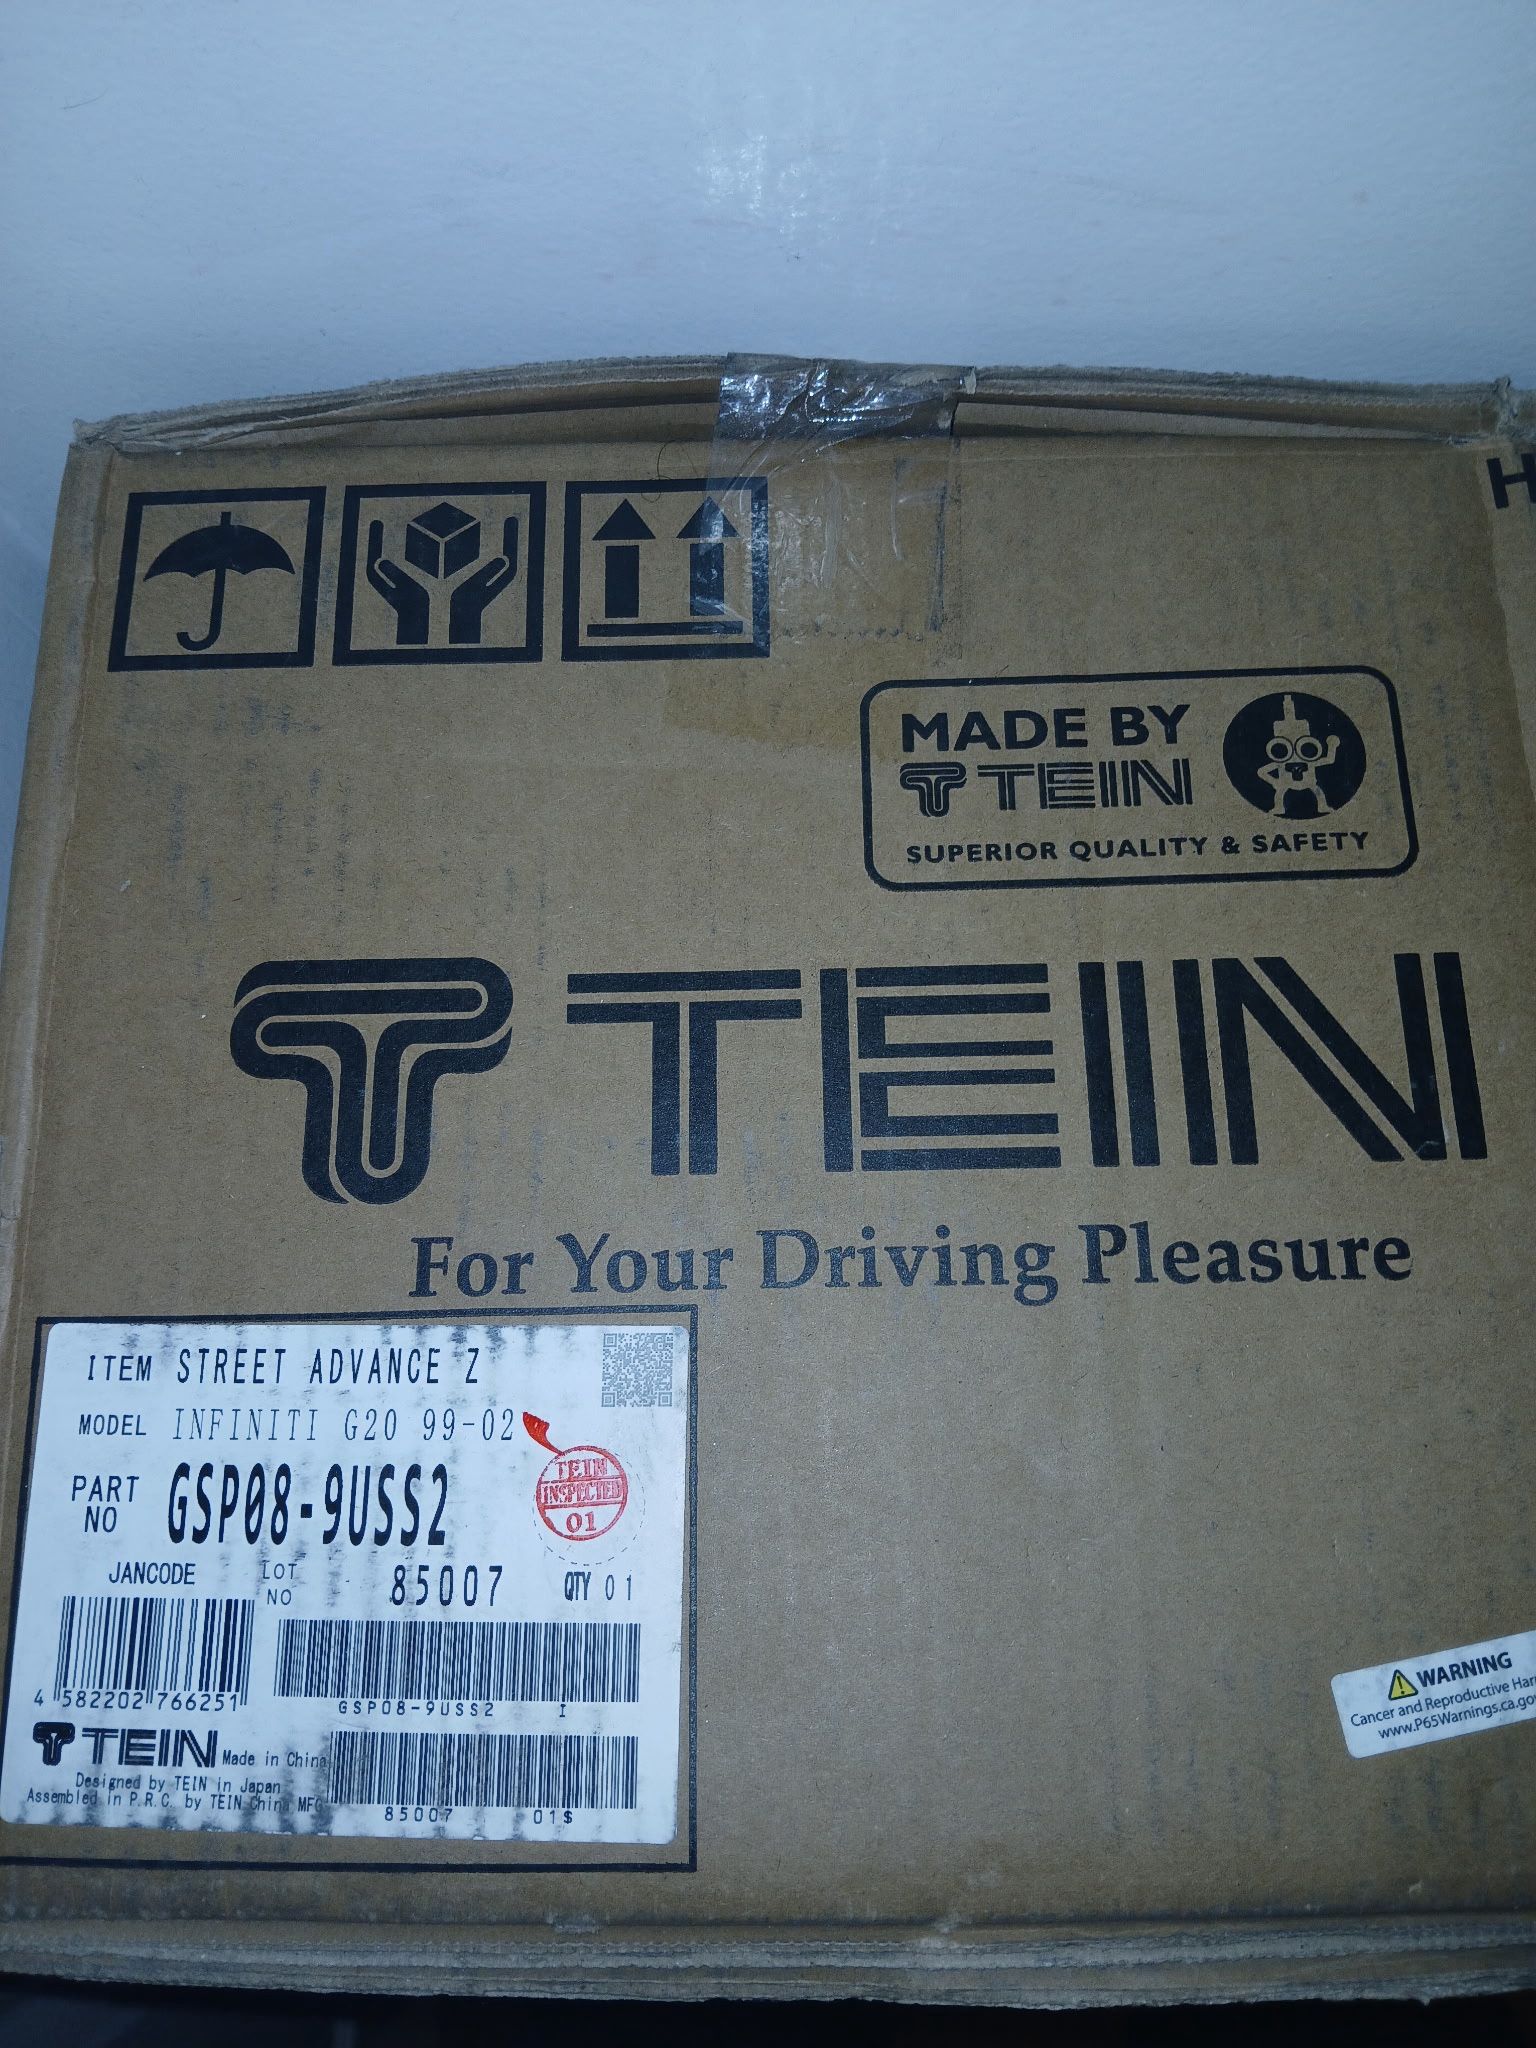 H
MADE BY
TEIN
SUPERIOR QUALITY & SAFETY
TEIN
For Your Driving Pleasure
ITEM STREET ADVANCE Z
MODEL INFINITI G20 99-02
PART NO GSP08-9USS2
TEIN
INSPECTED
01
JANCODE LOT NO 85007 QTY 01
4 582202 766251
GSP08-9USS2 I
TEIN Made in China
Designed by TEIN in Japan
Assembled in P.R.C. by TEIN China MFG
85007 01$
WARNING
Cancer and Reproductive Har
www.P65Warnings.ca.gov